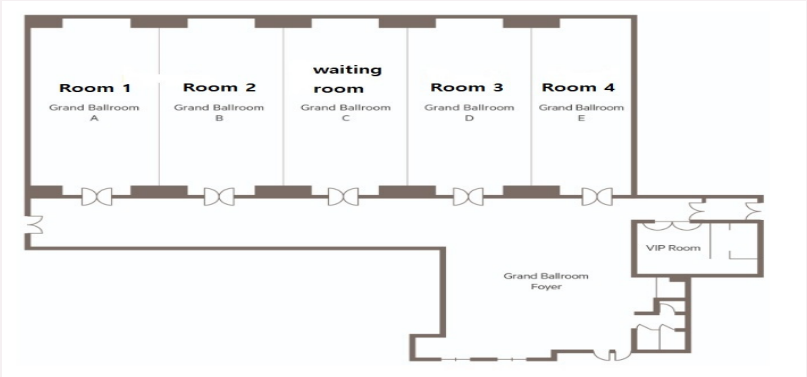 Room 1
Grand Ballroom
A
Room 2
Grand Ballroom
B
waiting
room
Grand Ballroom
C
Room 3
Grand Ballroom
D
Room 4
Grand Ballroom
E
VIP Room
Grand Ballroom
Foyer